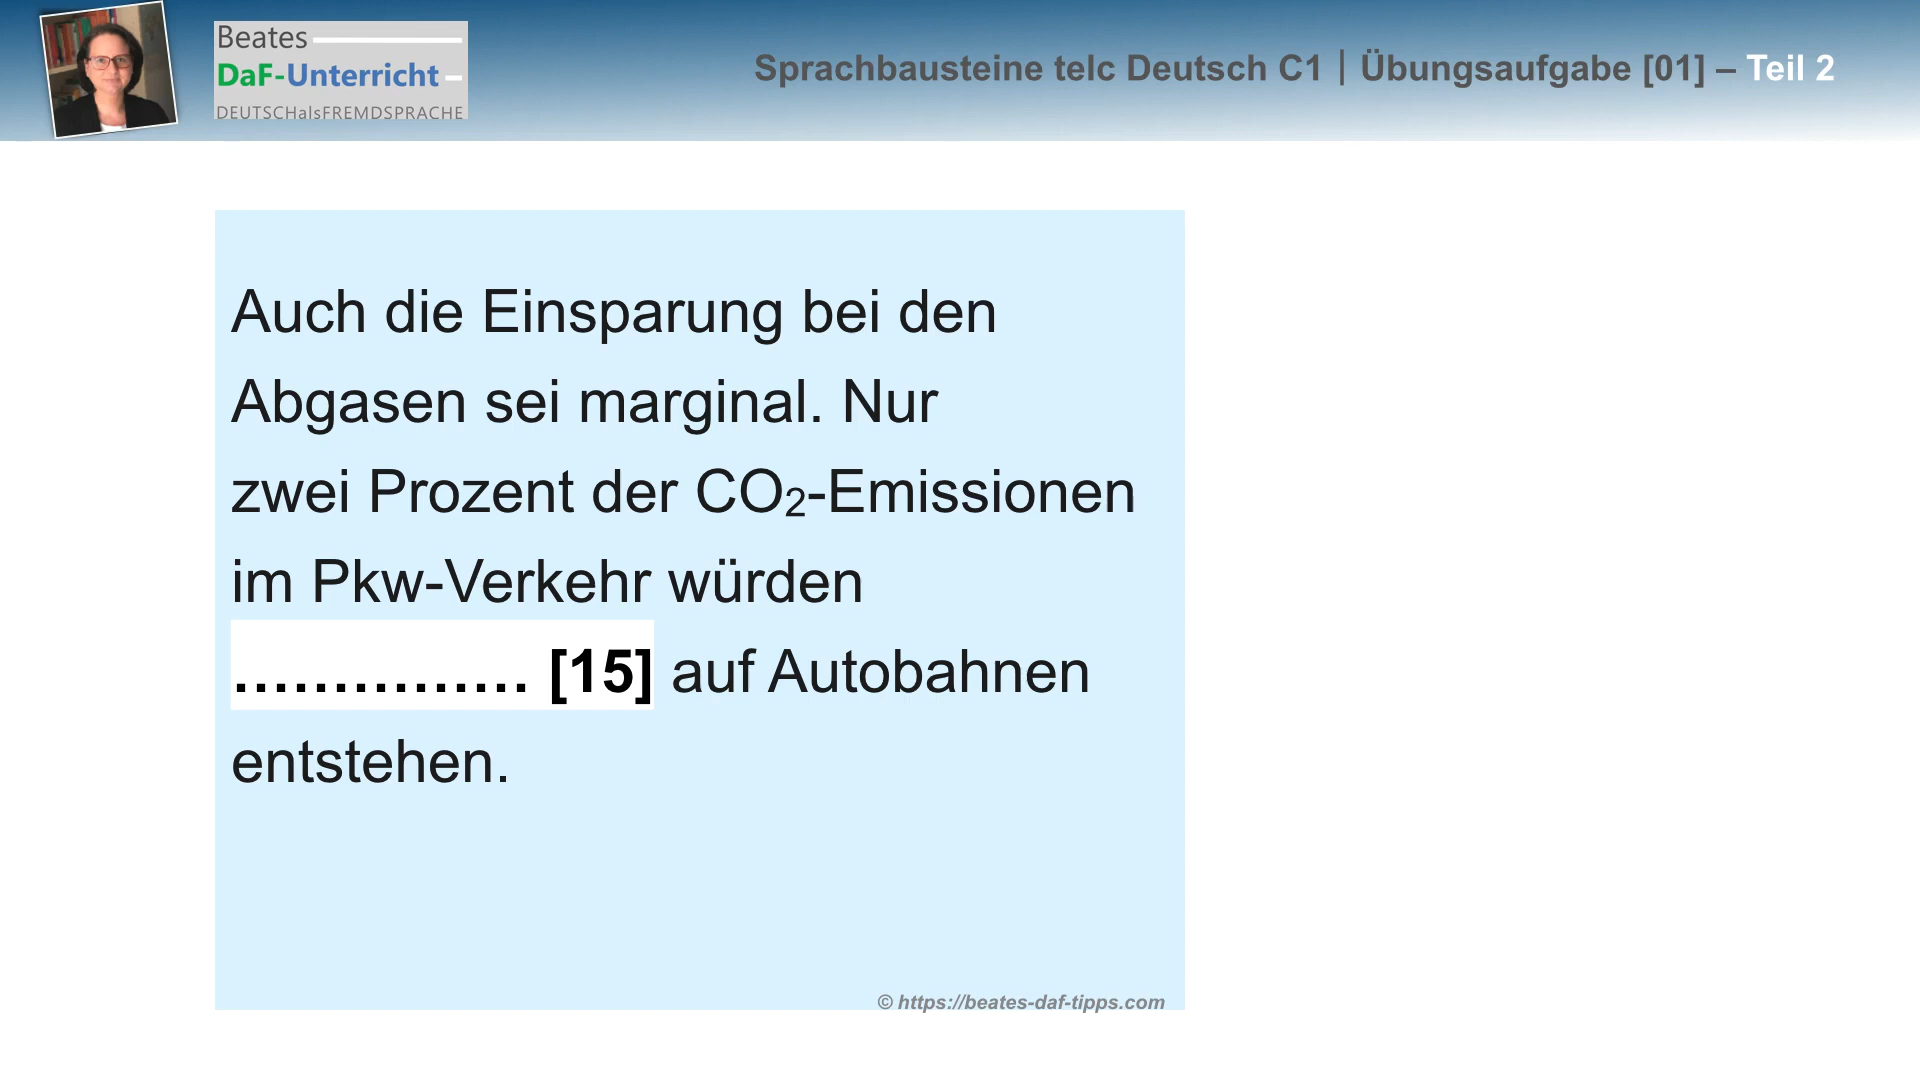 Beates
DaF-Unterricht
DEUTSCHalsFREMDSPRACHE
Sprachbausteine telc Deutsch C1 | Übungsaufgabe [01] – Teil 2
Auch die Einsparung bei den
Abgasen sei marginal. Nur
zwei Prozent der CO₂-Emissionen
im Pkw-Verkehr würden
............... [15] auf Autobahnen
entstehen.
© https://beates-daf-tipps.com